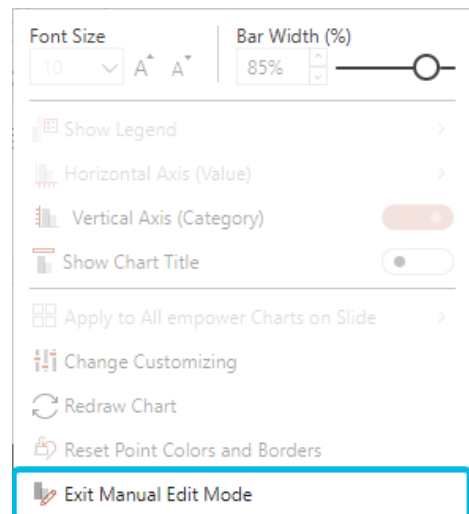 Font Size
Bar Width (%)
10
A A
85%
Show Legend
Horizontal Axis (Value)
Vertical Axis (Category)
Show Chart Title
Apply to All empower Charts on Slide
Change Customizing
Redraw Chart
Reset Point Colors and Borders
Exit Manual Edit Mode